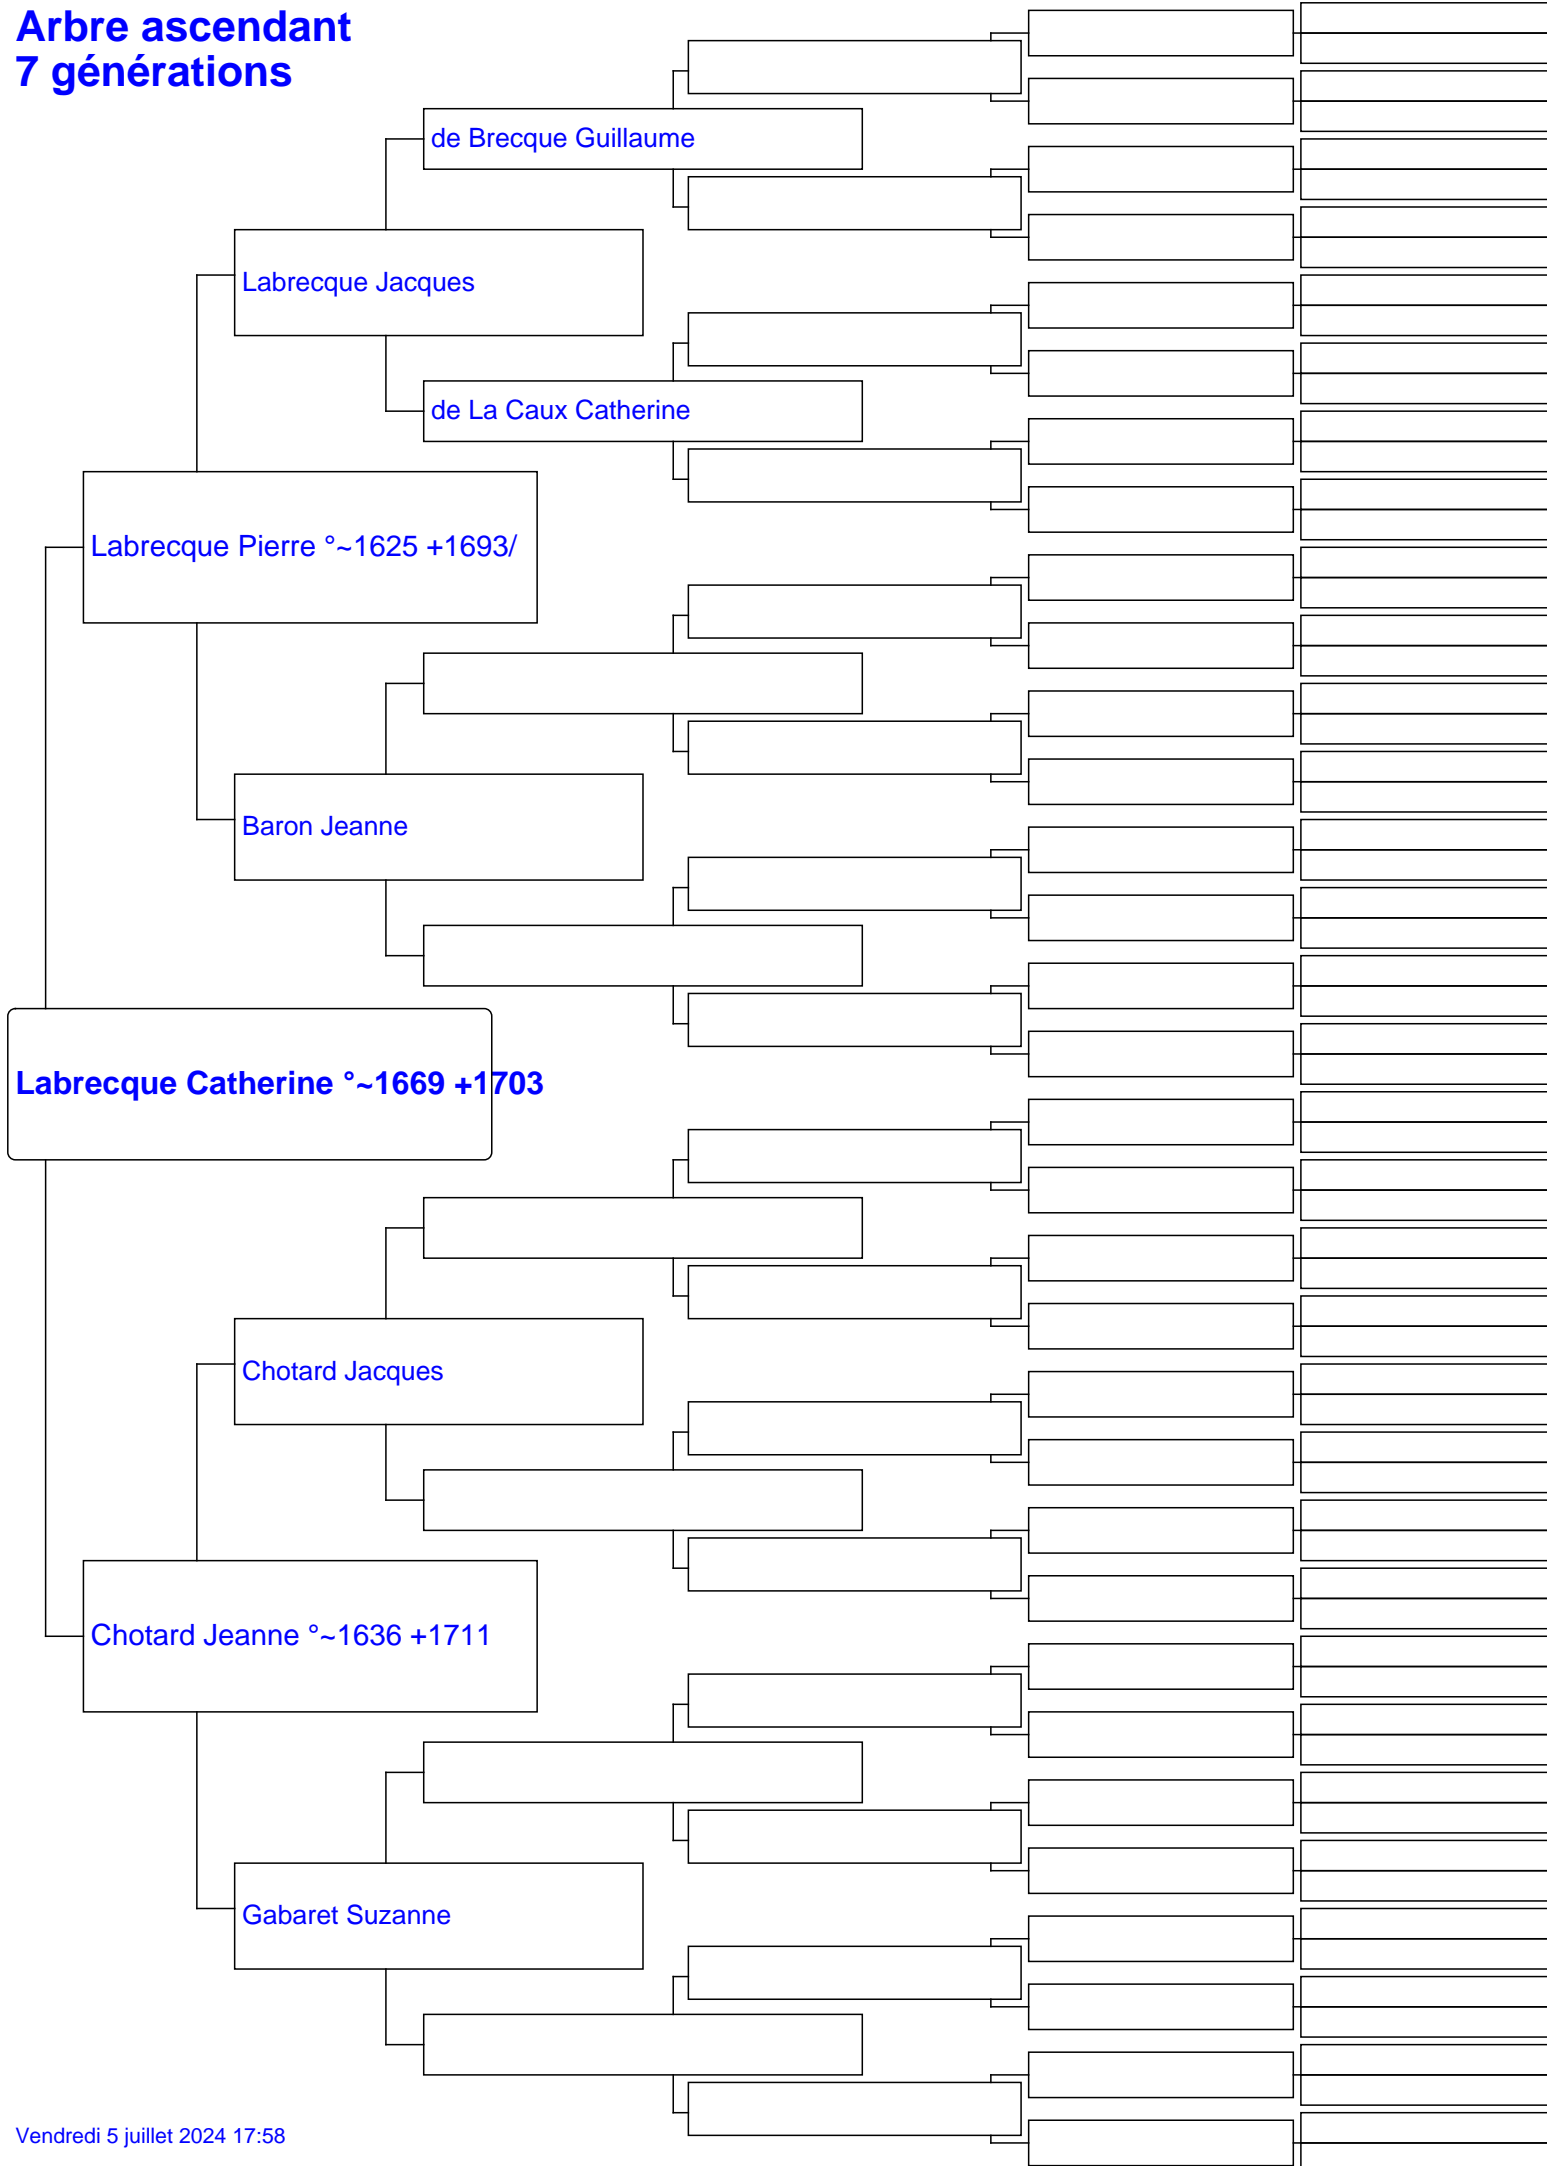 Arbre ascendant
7 générations
de Brecque Guillaume
Labrecque Jacques
de La Caux Catherine
Labrecque Pierre °~1625 +1693/
Baron Jeanne
Labrecque Catherine °~1669 +1703
Chotard Jacques
Chotard Jeanne °~1636 +1711
Gabaret Suzanne
Vendredi 5 juillet 2024 17:58